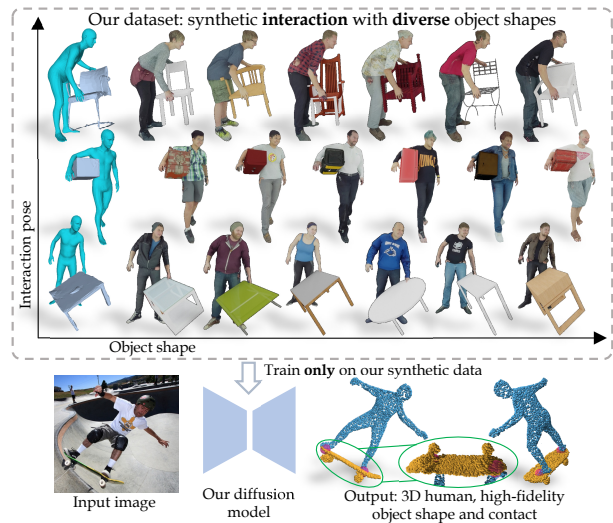 Our dataset: synthetic interaction with diverse object shapes
Interaction pose
Object shape
Train only on our synthetic data
Input image
Our diffusion
model
Output: 3D human, high-fidelity
object shape and contact